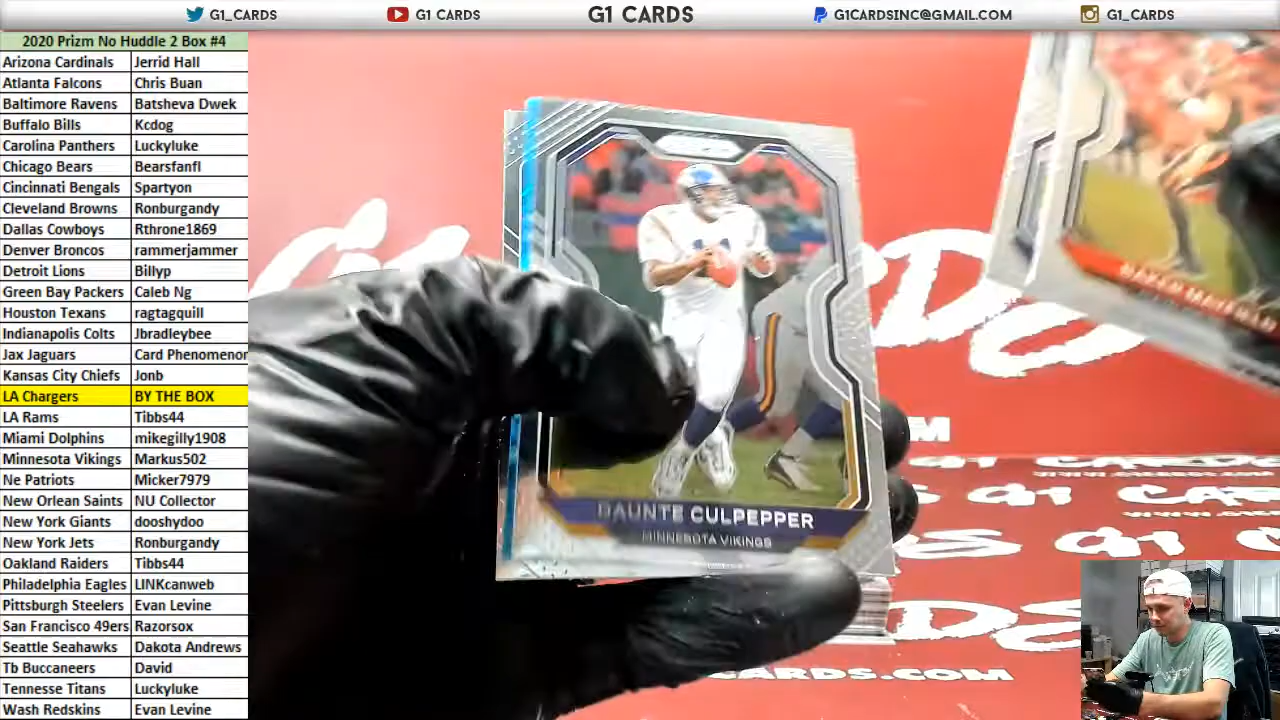 G1_CARDS
G1 CARDS
G1 CARDS
G1CARDSINC@GMAIL.COM
G1_CARDS
2020 Prizm No Huddle 2 Box #4
Arizona Cardinals Jerrid Hall
Atlanta Falcons Chris Buan
Baltimore Ravens Batsheva Dwek
Buffalo Bills Kcdog
Carolina Panthers Luckyluke
Chicago Bears Bearsfanfl
Cincinnati Bengals Spartyon
Cleveland Browns Ronburgandy
Dallas Cowboys Rthrone1869
Denver Broncos rammerjammer
Detroit Lions Billyp
Green Bay Packers Caleb Ng
Houston Texans ragtagquill
Indianapolis Colts Jbradleybee
Jax Jaguars Card Phenomenon
Kansas City Chiefs Jonb
LA Chargers BY THE BOX
LA Rams Tibbs44
Miami Dolphins mikegilly1908
Minnesota Vikings Markus502
Ne Patriots Micker7979
New Orlean Saints NU Collector
New York Giants dooshydoo
New York Jets Ronburgandy
Oakland Raiders Tibbs44
Philadelphia Eagles LINKcanweb
Pittsburgh Steelers Evan Levine
San Francisco 49ers Razorsox
Seattle Seahawks Dakota Andrews
Tb Buccaneers David
Tennesse Titans Luckyluke
Wash Redskins Evan Levine
DAUNTE CULPEPPER
MINNESOTA VIKINGS
BAKER MAYFIELD
CARDS.COM